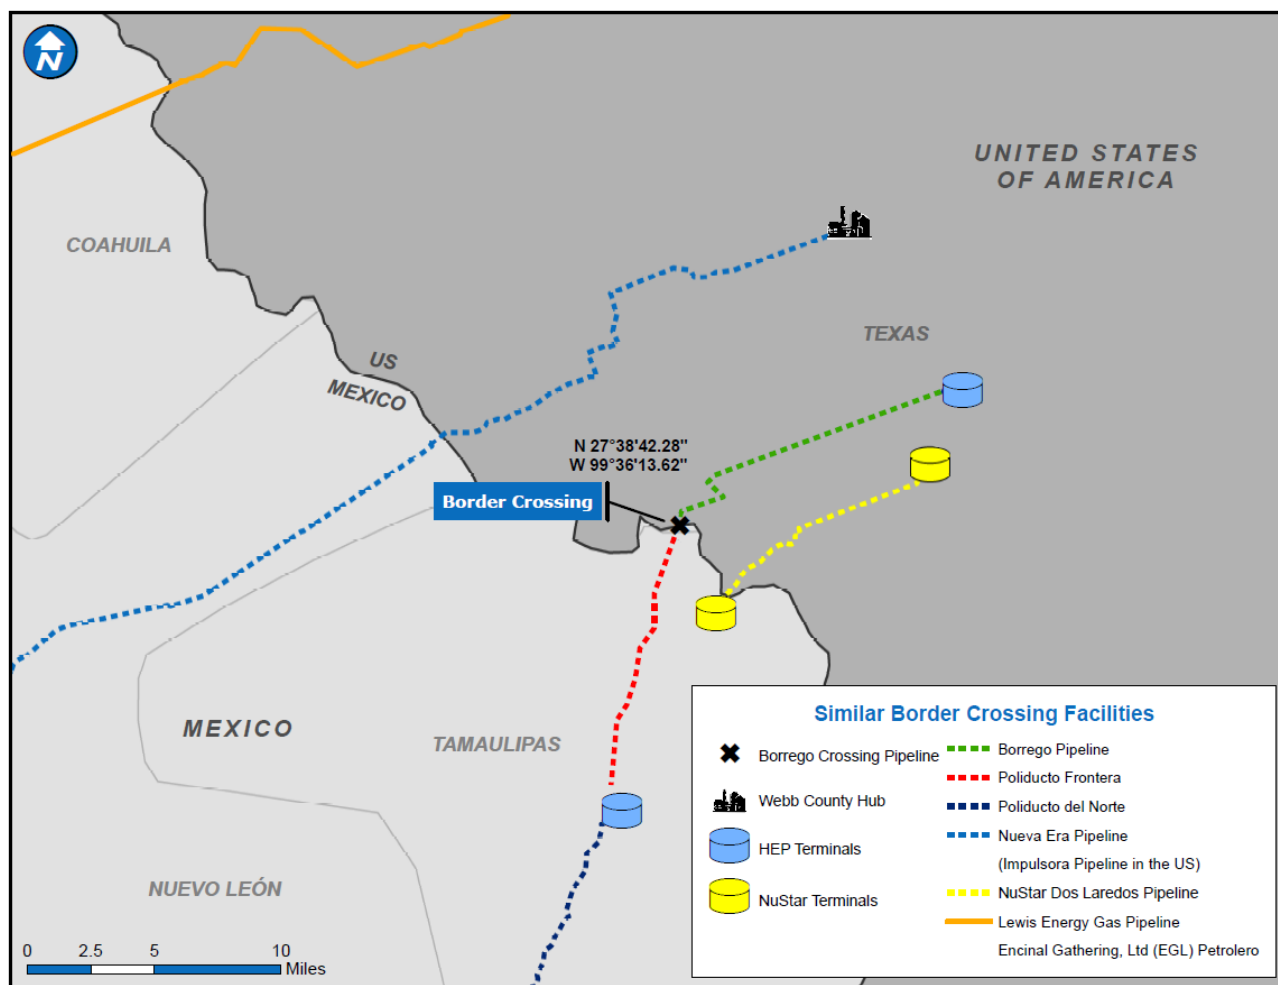 N
UNITED STATES
OF AMERICA
COAHUILA
TEXAS
US
MEXICO
N 27°38'42.28"
W 99°36'13.62"
Border Crossing
MEXICO
TAMAULIPAS
NUEVO LEÓN
0 2.5 5 10
Miles
Similar Border Crossing Facilities
Borrego Crossing Pipeline
Webb County Hub
HEP Terminals
NuStar Terminals
Borrego Pipeline
Poliducto Frontera
Poliducto del Norte
Nueva Era Pipeline
(Impulsora Pipeline in the US)
NuStar Dos Laredos Pipeline
Lewis Energy Gas Pipeline
Encinal Gathering, Ltd (EGL) Petrolero